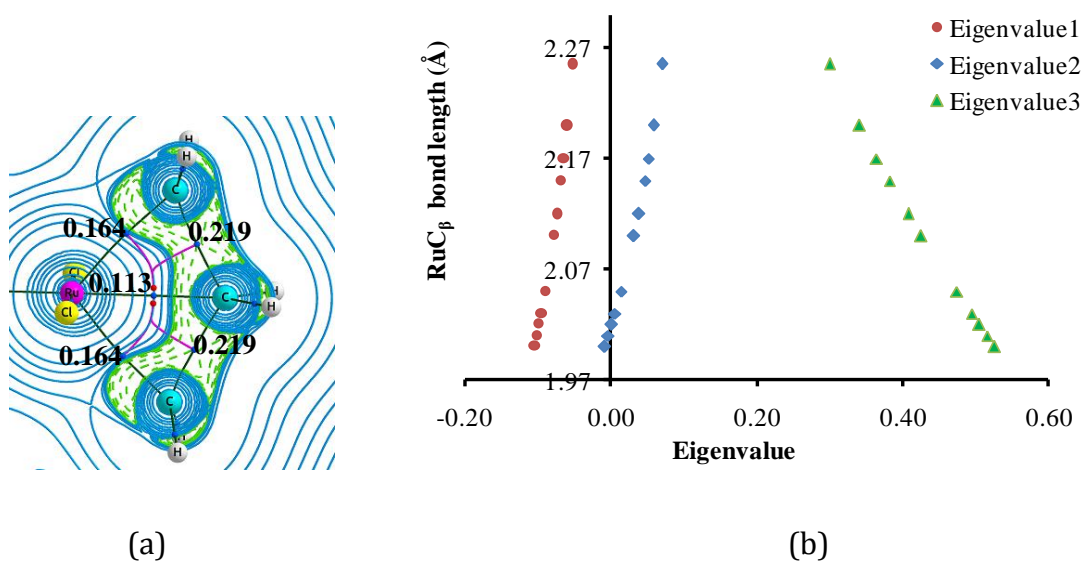 H
H
C
0.164
0.219
Cl
0.113
Ru
C
H
H
Cl
0.164
0.219
C
H
H
(a)
RuCβ bond length (Å)
2.27
2.17
2.07
1.97
-0.20
0.00
0.20
0.40
0.60
Eigenvalue
Eigenvalue1
Eigenvalue2
Eigenvalue3
(b)